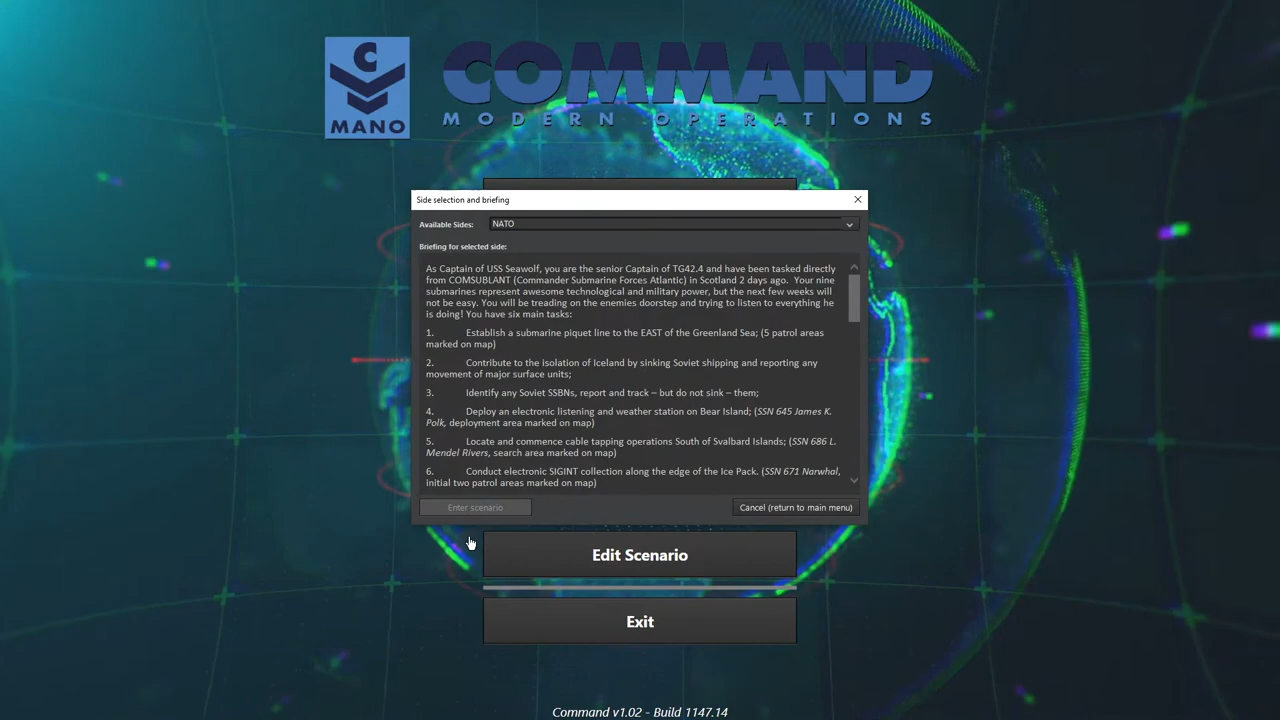 C
MANO
COMMAND
MODERN OPERATIONS
Side selection and briefing
Available Sides:
NATO
Briefing for selected side:
As Captain of USS Seawolf, you are the senior Captain of TG42.4 and have been tasked directly
from COMSUBLANT (Commander Submarine Forces Atlantic) in Scotland 2 days ago. Your nine
submarines represent awesome technological and military power, but the next few weeks will
not be easy. You will be treading on the enemies doorstep and trying to listen to everything he
is doing! You have six main tasks:
1. Establish a submarine piquet line to the EAST of the Greenland Sea; (5 patrol areas
marked on map)
2. Contribute to the isolation of Iceland by sinking Soviet shipping and reporting any
movement of major surface units;
3. Identify any Soviet SSBNs, report and track – but do not sink – them;
4. Deploy an electronic listening and weather station on Bear Island; (SSN 645 James K.
Polk, deployment area marked on map)
5. Locate and commence cable tapping operations South of Svalbard Islands; (SSN 686 L.
Mendel Rivers, search area marked on map)
6. Conduct electronic SIGINT collection along the edge of the Ice Pack. (SSN 671 Narwhal,
initial two patrol areas marked on map)
Enter scenario
Cancel (return to main menu)
Edit Scenario
Exit
Command v1.02 - Build 1147.14